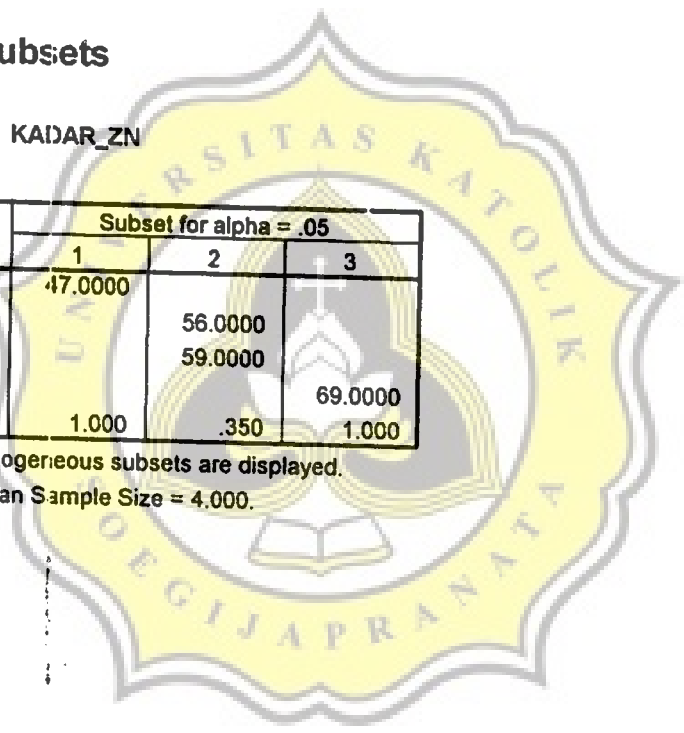 ubsets
KADAR_ZN
Subset for alpha = .05
1 2 3
47.0000
56.0000
59.0000
69.0000
1.000 .350 1.000
ogeneous subsets are displayed.
an Sample Size = 4.000.
UNIVERSITAS KATOLIK
SOEGIJAPRANATA